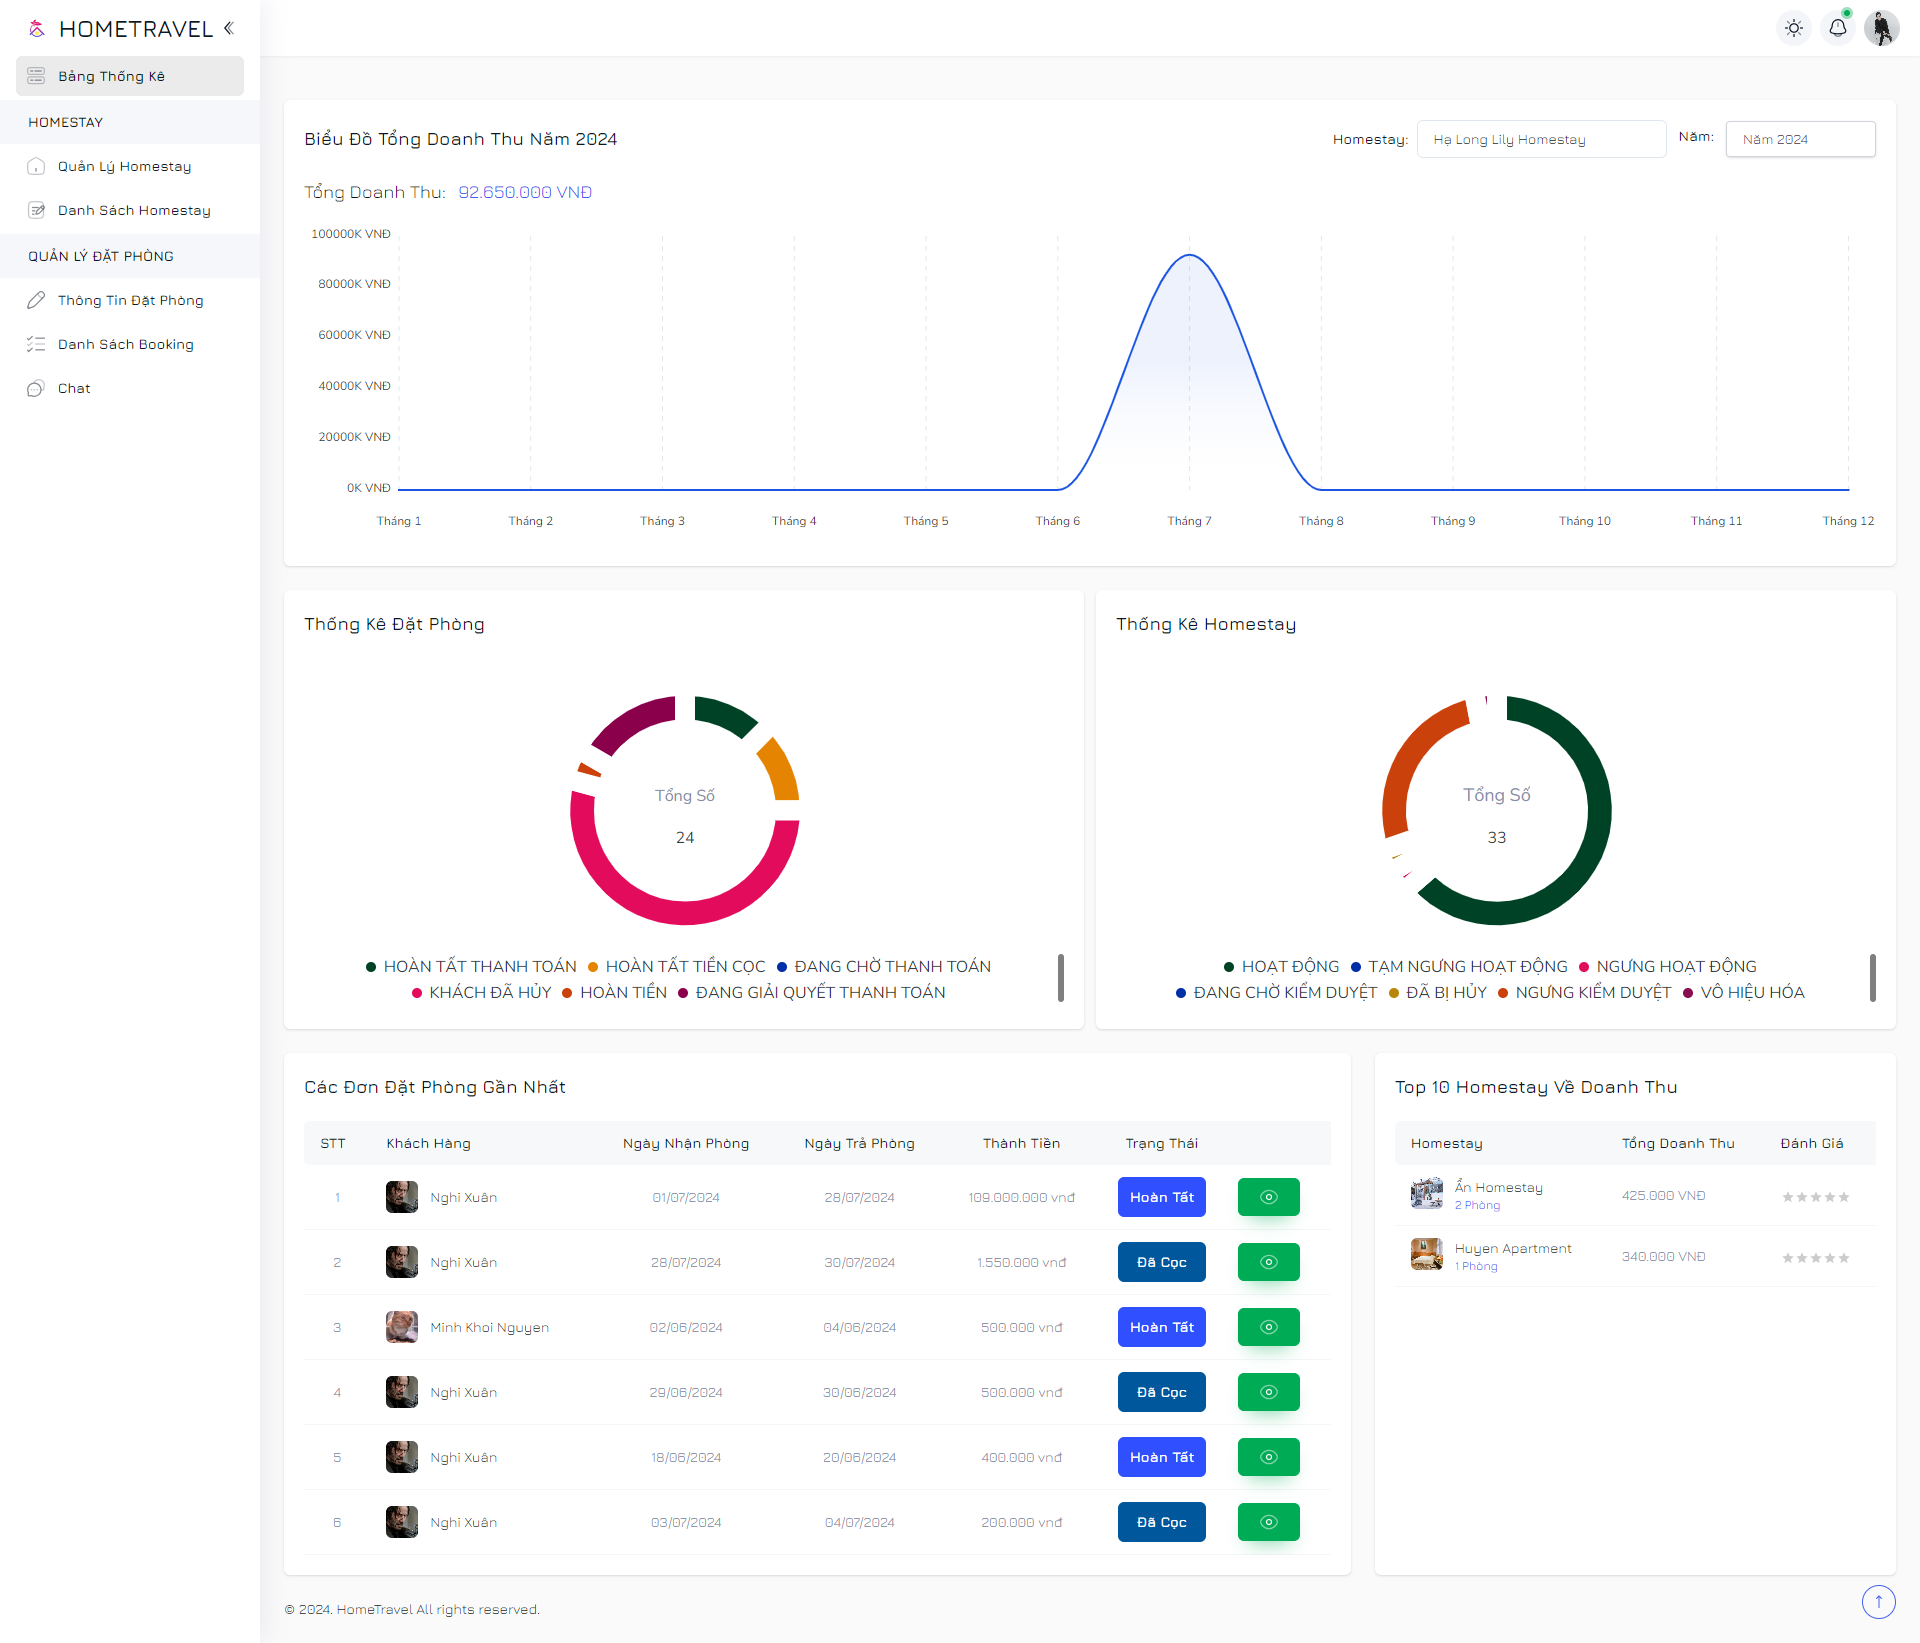 HOMETRAVEL
Bảng Thống Kê
HOMESTAY
Quản Lý Homestay
Danh Sách Homestay
QUẢN LÝ ĐẶT PHÒNG
Thông Tin Đặt Phòng
Danh Sách Booking
Chat
Biểu Đồ Tổng Doanh Thu Năm 2024
Homestay: Hạ Long Lily Homestay Năm: Năm 2024
Tổng Doanh Thu: 92.650.000 VNĐ
100000K VNĐ
80000K VNĐ
60000K VNĐ
40000K VNĐ
20000K VNĐ
0K VNĐ
Tháng 1 Tháng 2 Tháng 3 Tháng 4 Tháng 5 Tháng 6 Tháng 7 Tháng 8 Tháng 9 Tháng 10 Tháng 11 Tháng 12
Thống Kê Đặt Phòng
Tổng Số
24
HOÀN TẤT THANH TOÁN HOÀN TẤT TIỀN CỌC ĐANG CHỜ THANH TOÁN
KHÁCH ĐÃ HỦY HOÀN TIỀN ĐANG GIẢI QUYẾT THANH TOÁN
Thống Kê Homestay
Tổng Số
33
HOẠT ĐỘNG TẠM NGƯNG HOẠT ĐỘNG NGƯNG HOẠT ĐỘNG
ĐANG CHỜ KIỂM DUYỆT ĐÃ BỊ HỦY NGƯNG KIỂM DUYỆT VÔ HIỆU HÓA
Các Đơn Đặt Phòng Gần Nhất
STT Khách Hàng Ngày Nhận Phòng Ngày Trả Phòng Thành Tiền Trạng Thái
1 Nghi Xuân 01/07/2024 28/07/2024 109.000.000 vnđ Hoàn Tất
2 Nghi Xuân 28/07/2024 30/07/2024 1.550.000 vnđ Đã Cọc
3 Minh Khoi Nguyen 02/06/2024 04/06/2024 500.000 vnđ Hoàn Tất
4 Nghi Xuân 29/06/2024 30/06/2024 500.000 vnđ Đã Cọc
5 Nghi Xuân 18/06/2024 20/06/2024 400.000 vnđ Hoàn Tất
6 Nghi Xuân 03/07/2024 04/07/2024 200.000 vnđ Đã Cọc
Top 10 Homestay Về Doanh Thu
Homestay Tổng Doanh Thu Đánh Giá
Ẩn Homestay 425.000 VNĐ
2 Phòng
Huyen Apartment 340.000 VNĐ
1 Phòng
© 2024. HomeTravel All rights reserved.